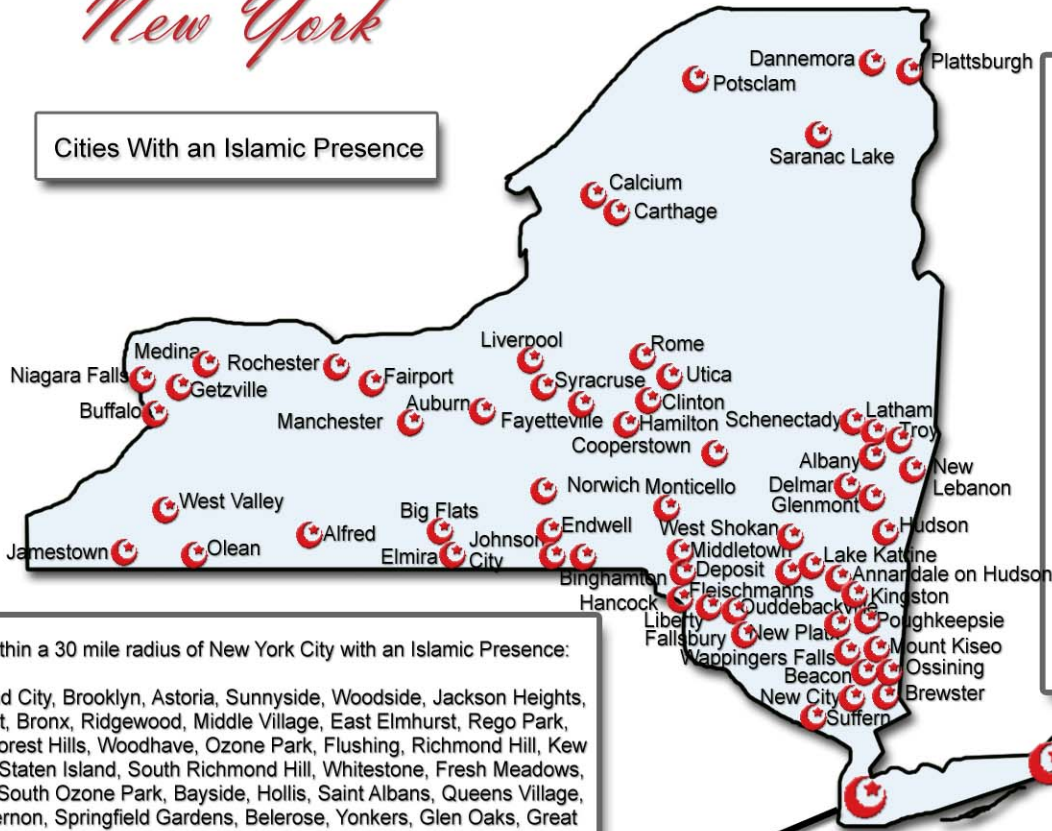 New York
Cities With an Islamic Presence
Dannemora
Plattsburgh
Potsclam
Saranac Lake
Calcium
Carthage
Liverpool
Rome
Medina
Rochester
Niagara Falls
Getzville
Fairport
Syracruse
Utica
Buffalo
Auburn
Clinton
Manchester
Fayetteville
Hamilton
Schenectady
Latham
Troy
Cooperstown
Albany
New
Lebanon
Norwich
Monticello
Delmar
Glenmont
West Valley
Big Flats
Endwell
West Shokan
Hudson
Alfred
Johnson
City
Middletown
Lake Katrine
Jamestown
Olean
Elmira
Binghamton
Deposit
Annandale on Hudson
Hancock
Fleischmanns
Kingston
Liberty
Cuddebackville
Poughkeepsie
Fallsbury
New Platt
Mount Kiseo
Wappingers Falls
Beacon
Ossining
New City
Brewster
Suffern
thin a 30 mile radius of New York City with an Islamic Presence:
d City, Brooklyn, Astoria, Sunnyside, Woodside, Jackson Heights,
t, Bronx, Ridgewood, Middle Village, East Elmhurst, Rego Park,
orest Hills, Woodhave, Ozone Park, Flushing, Richmond Hill, Kew
Staten Island, South Richmond Hill, Whitestone, Fresh Meadows,
South Ozone Park, Bayside, Hollis, Saint Albans, Queens Village,
ernon, Springfield Gardens, Belerose, Yonkers, Glen Oaks, Great